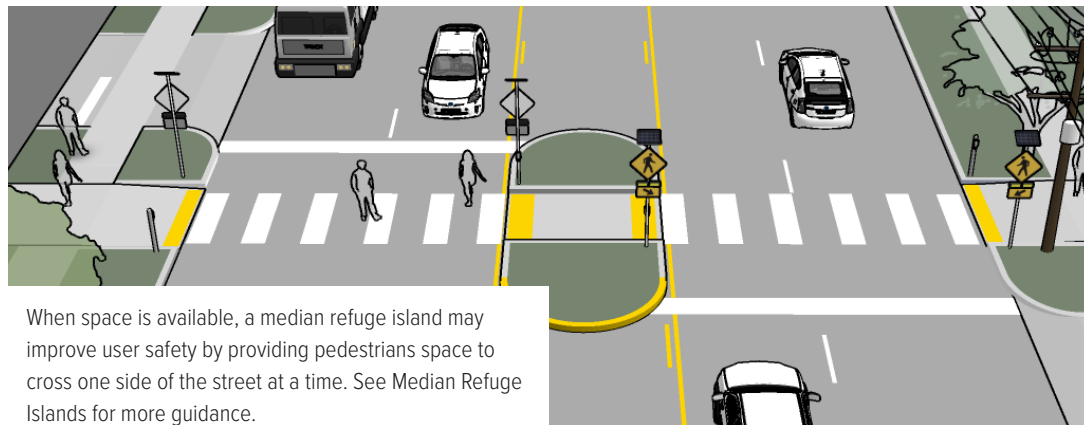 TRUCK
When space is available, a median refuge island may
improve user safety by providing pedestrians space to
cross one side of the street at a time. See Median Refuge
Islands for more guidance.